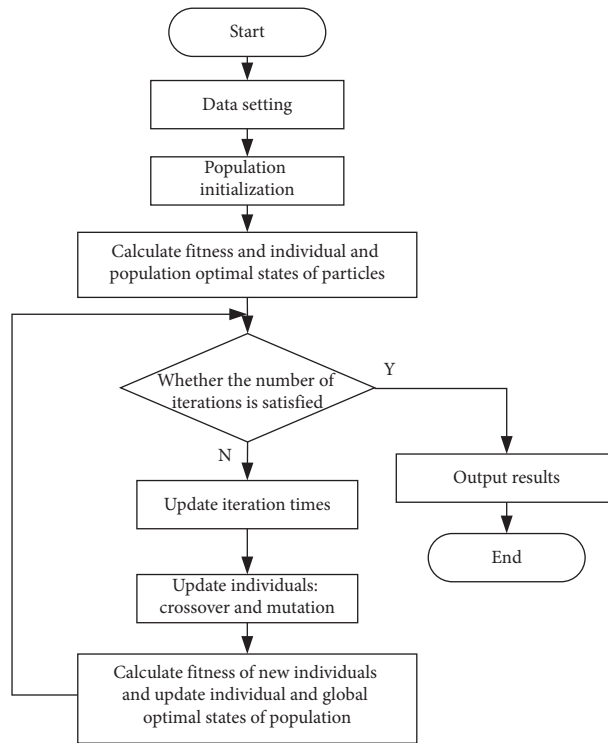 Start
Data setting
Population
initialization
Calculate fitness and individual and
population optimal states of particles
Whether the number of
iterations is satisfied
Y
N
Output results
Update iteration times
End
Update individuals:
crossover and mutation
Calculate fitness of new individuals
and update individual and global
optimal states of population